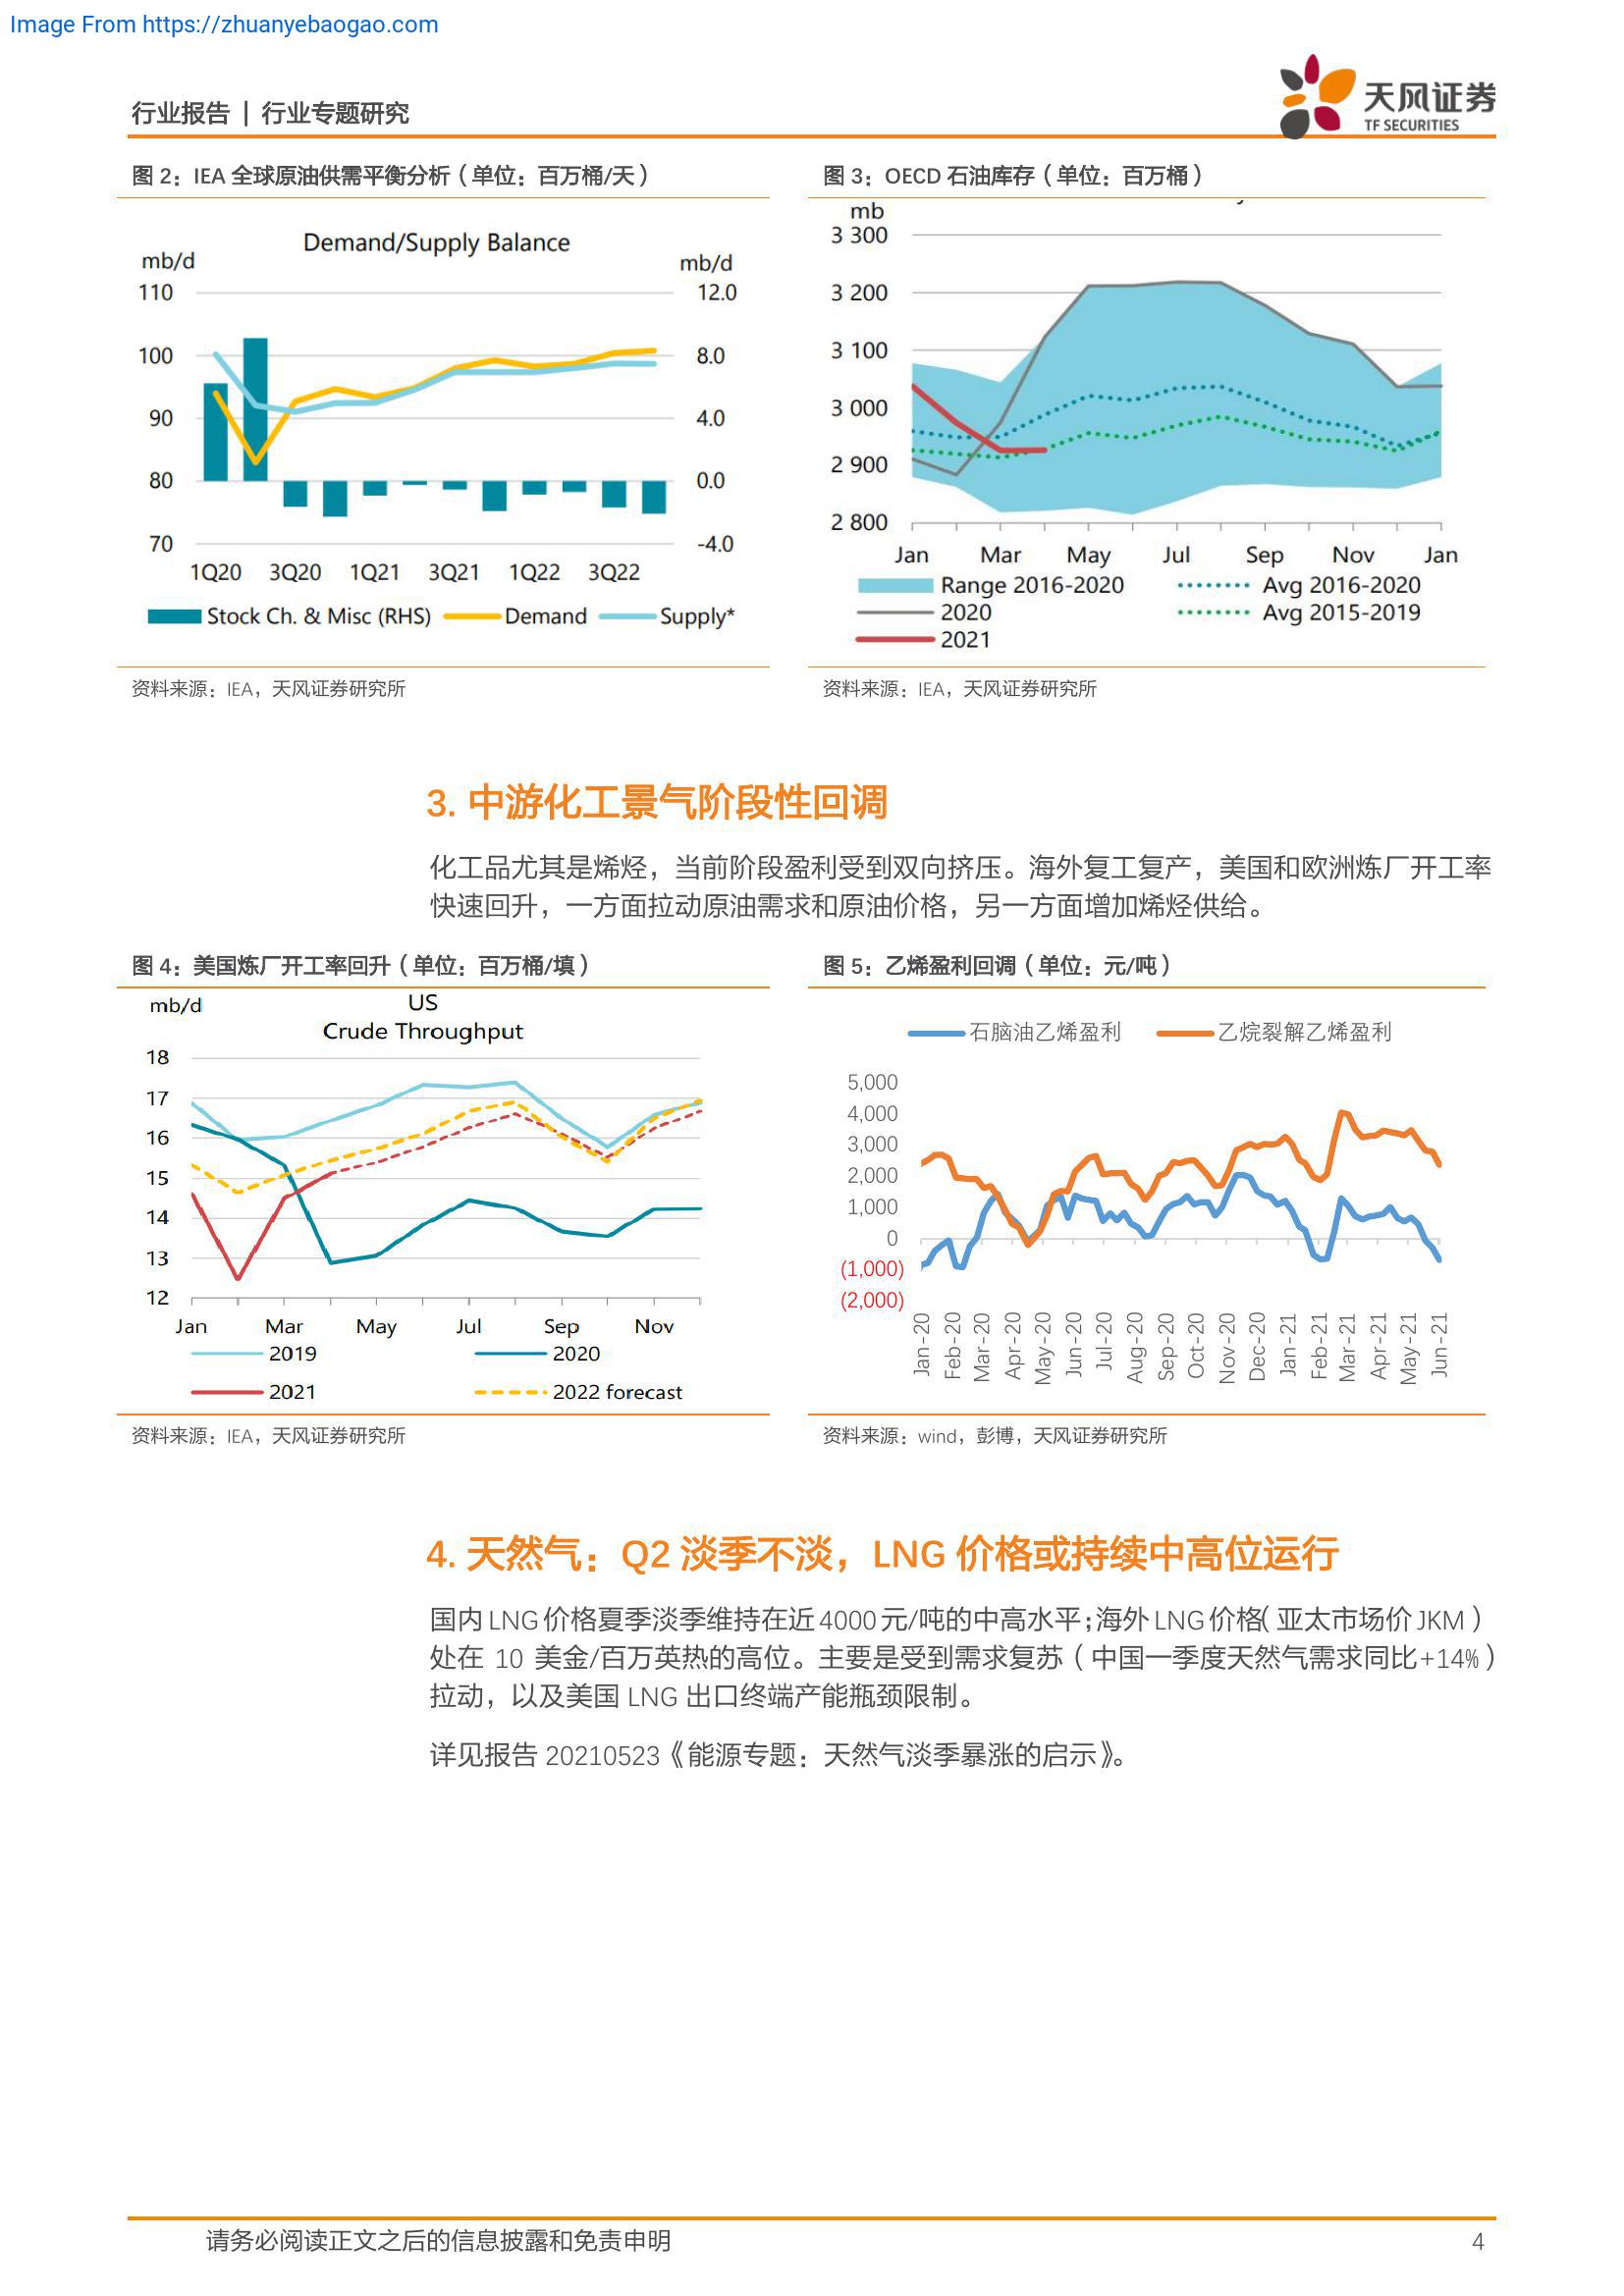 Image From https://zhuanyebaogao.com
行业报告 | 行业专题研究
天风证券
TF SECURITIES
图 2：IEA 全球原油供需平衡分析（单位：百万桶/天）
Demand/Supply Balance
mb/d
mb/d
110
12.0
100
8.0
90
4.0
80
0.0
70
-4.0
1Q20 3Q20 1Q21 3Q21 1Q22 3Q22
Stock Ch. & Misc (RHS) Demand Supply*
资料来源：IEA，天风证券研究所
图 3：OECD 石油库存（单位：百万桶）
mb
3 300
3 200
3 100
3 000
2 900
2 800
Jan Mar May Jul Sep Nov Jan
Range 2016-2020 Avg 2016-2020
2020 Avg 2015-2019
2021
资料来源：IEA，天风证券研究所
3. 中游化工景气阶段性回调
化工品尤其是烯烃，当前阶段盈利受到双向挤压。海外复工复产，美国和欧洲炼厂开工率
快速回升，一方面拉动原油需求和原油价格，另一方面增加烯烃供给。
图 4：美国炼厂开工率回升（单位：百万桶/填）
mb/d
US
Crude Throughput
18
17
16
15
14
13
12
Jan Mar May Jul Sep Nov
2019 2020
2021 2022 forecast
资料来源：IEA，天风证券研究所
图 5：乙烯盈利回调（单位：元/吨）
石脑油乙烯盈利 乙烷裂解乙烯盈利
5,000
4,000
3,000
2,000
1,000
0
(1,000)
(2,000)
Jan-20 Feb-20 Mar-20 Apr-20 May-20 Jun-20 Jul-20 Aug-20 Sep-20 Oct-20 Nov-20 Dec-20 Jan-21 Feb-21 Mar-21 Apr-21 May-21 Jun-21
资料来源：wind，彭博，天风证券研究所
4. 天然气：Q2 淡季不淡，LNG 价格或持续中高位运行
国内 LNG 价格夏季淡季维持在近 4000 元/吨的中高水平；海外 LNG 价格（亚太市场价 JKM）
处在 10 美金/百万英热的高位。主要是受到需求复苏（中国一季度天然气需求同比+14%）
拉动，以及美国 LNG 出口终端产能瓶颈限制。
详见报告 20210523《能源专题：天然气淡季暴涨的启示》。
请务必阅读正文之后的信息披露和免责申明
4